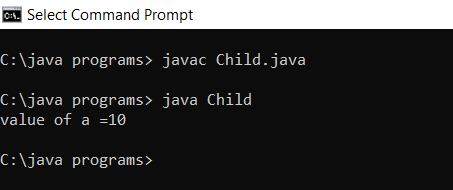 Select Command Prompt
C:\java programs> javac Child.java
C:\java programs> java Child
value of a =10
C:\java programs>